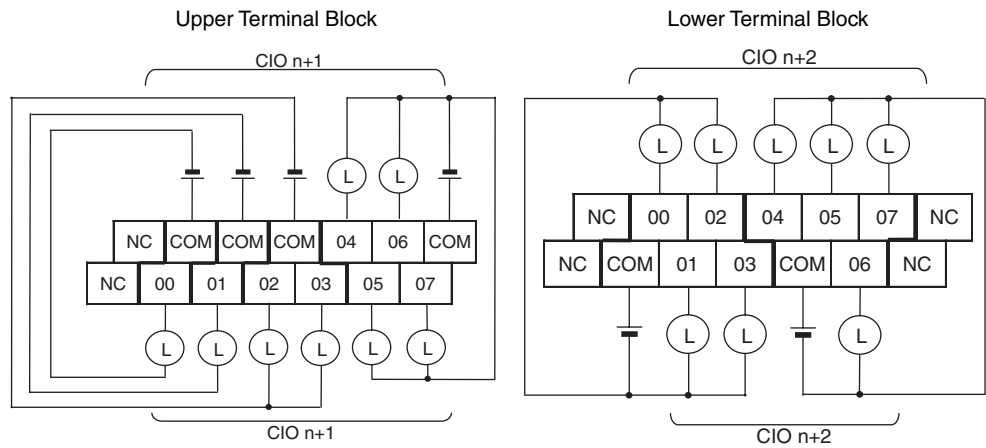 Upper Terminal Block
CIO n+1
L L
NC COM COM COM 04 06 COM
NC 00 01 02 03 05 07
L L L L L L
CIO n+1
Lower Terminal Block
CIO n+2
L L L L L
NC 00 02 04 05 07 NC
NC COM 01 03 COM 06 NC
L L L
CIO n+2